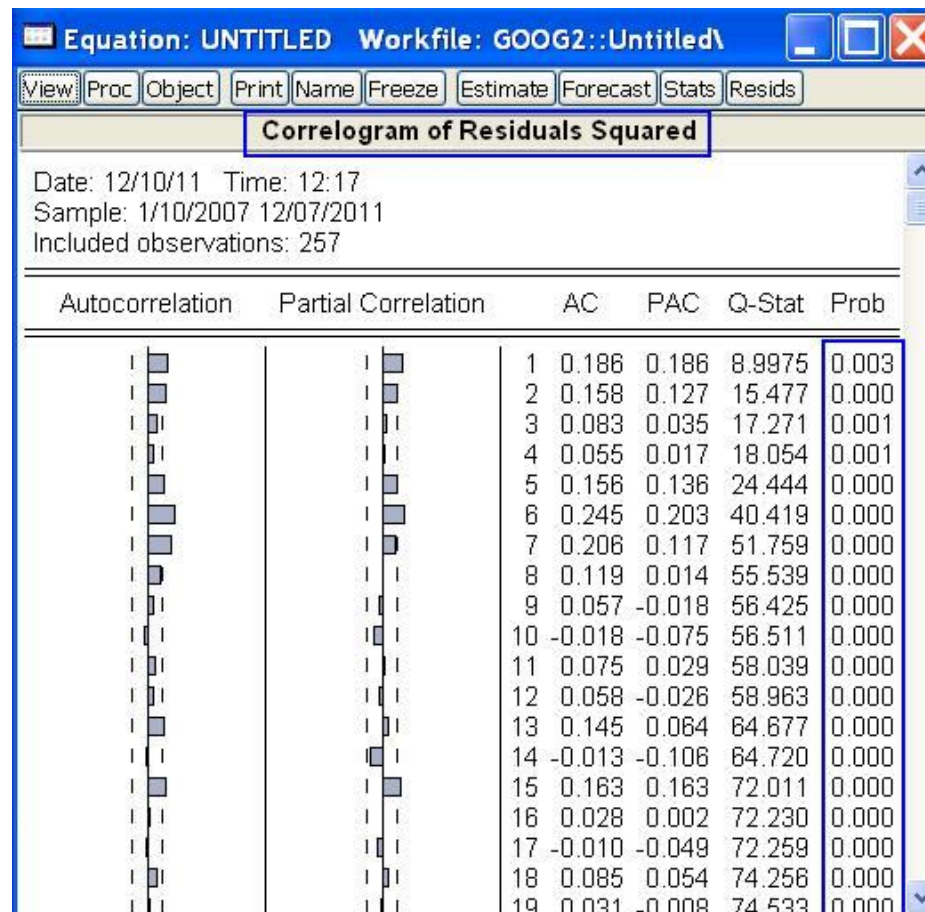 Equation: UNTITLED Workfile: GOOG2::Untitled\
View Proc Object Print Name Freeze Estimate Forecast Stats Resids
Correlogram of Residuals Squared
Date: 12/10/11 Time: 12:17
Sample: 1/10/2007 12/07/2011
Included observations: 257
Autocorrelation Partial Correlation AC PAC Q-Stat Prob
1 0.186 0.186 8.9975 0.003
2 0.158 0.127 15.477 0.000
3 0.083 0.035 17.271 0.001
4 0.055 0.017 18.054 0.001
5 0.156 0.136 24.444 0.000
6 0.245 0.203 40.419 0.000
7 0.206 0.117 51.759 0.000
8 0.119 0.014 55.539 0.000
9 0.057 -0.018 56.425 0.000
10 -0.018 -0.075 56.511 0.000
11 0.075 0.029 58.039 0.000
12 0.058 -0.026 58.963 0.000
13 0.145 0.064 64.677 0.000
14 -0.013 -0.106 64.720 0.000
15 0.163 0.163 72.011 0.000
16 0.028 0.002 72.230 0.000
17 -0.010 -0.049 72.259 0.000
18 0.085 0.054 74.256 0.000
19 0.031 -0.008 74.533 0.000